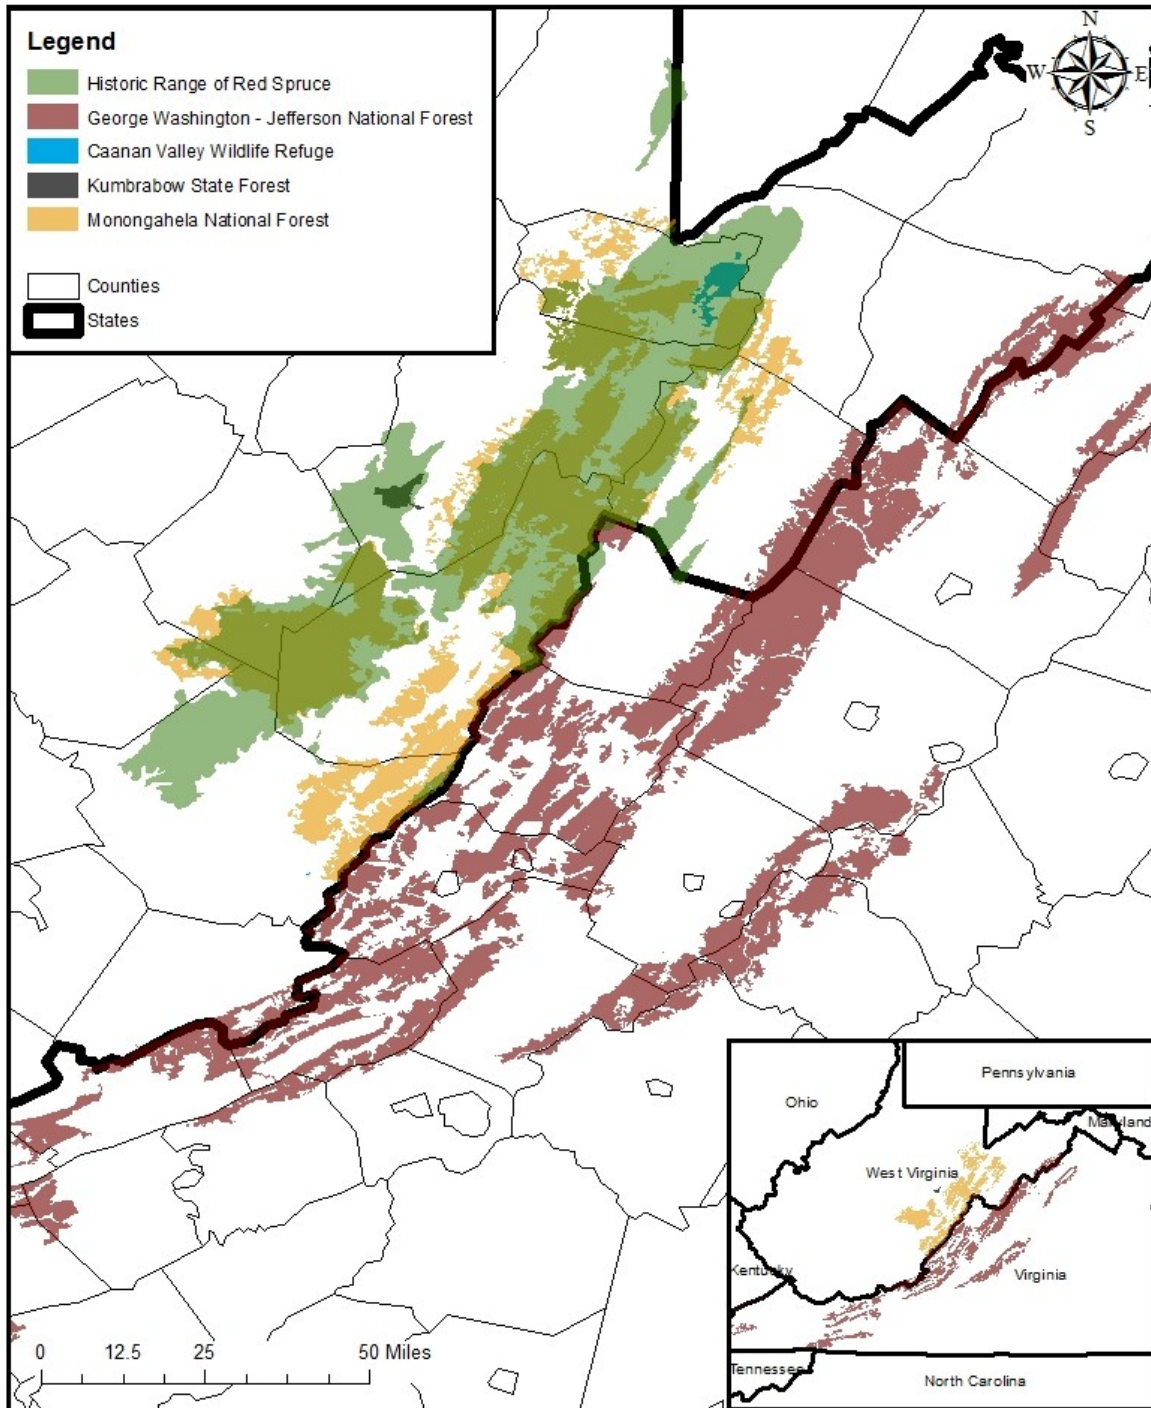 Legend
Historic Range of Red Spruce
George Washington - Jefferson National Forest
Caanan Valley Wildlife Refuge
Kumbrabow State Forest
Monongahela National Forest
Counties
States
N
W
E
S
Pennsylvania
Ohio
Maryland
West Virginia
Kentucky
Virginia
Tennessee
North Carolina
0 12.5 25 50 Miles